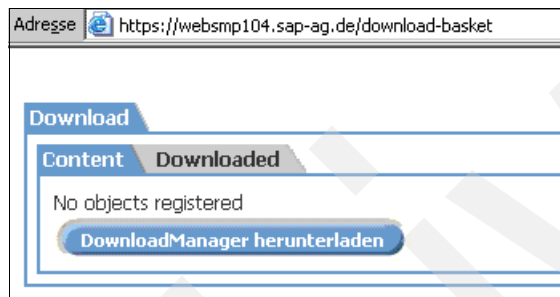 Adresse https://websmp104.sap-ag.de/download-basket
Download
Content Downloaded
No objects registered
DownloadManager herunterladen